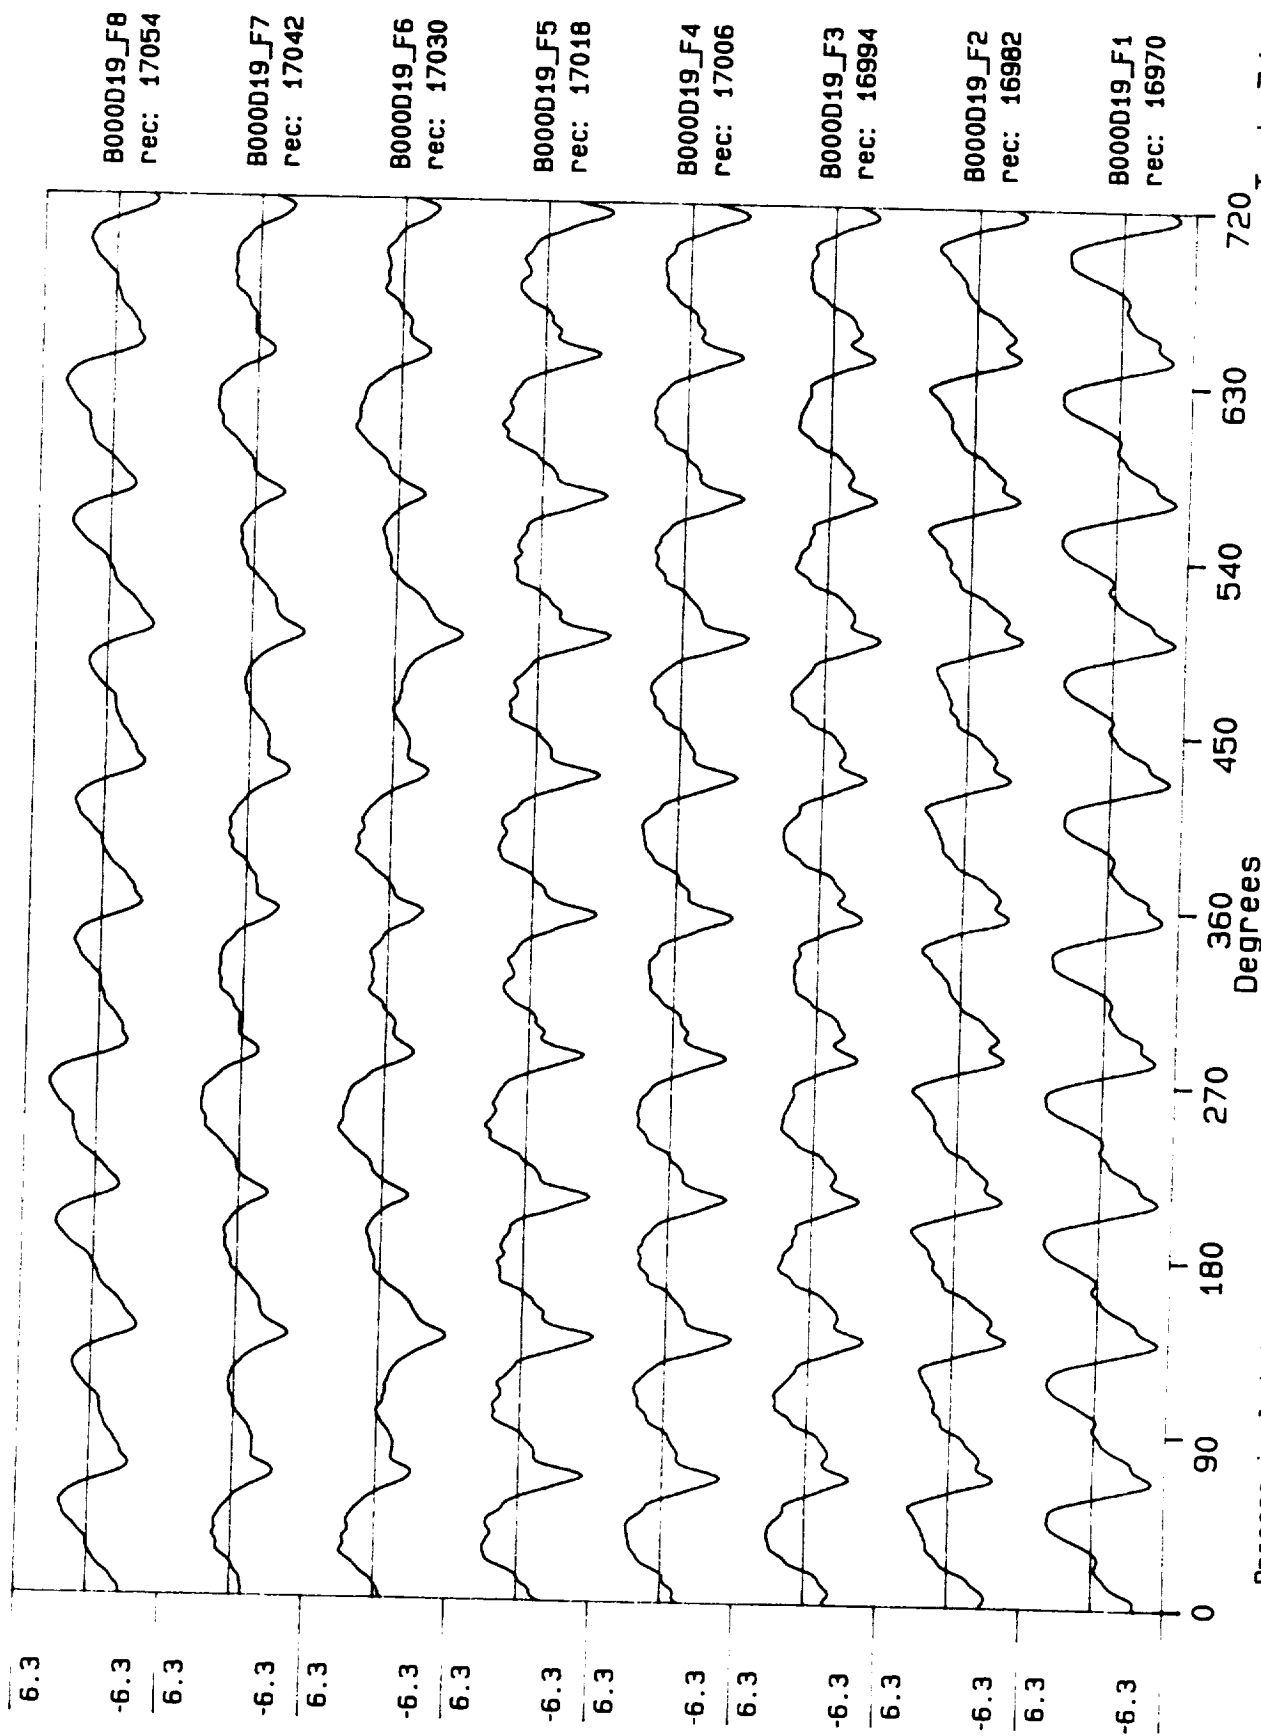 B000D19_F8
rec: 17054
B000D19_F7
rec: 17042
B000D19_F6
rec: 17030
B000D19_F5
rec: 17018
B000D19_F4
rec: 17006
B000D19_F3
rec: 16994
B000D19_F2
rec: 16982
B000D19_F1
rec: 16970
6.3
-6.3
6.3
-6.3
6.3
-6.3
6.3
-6.3
6.3
-6.3
6.3
-6.3
6.3
-6.3
6.3
-6.3
0
90
180
270
360
450
540
630
720
Degrees